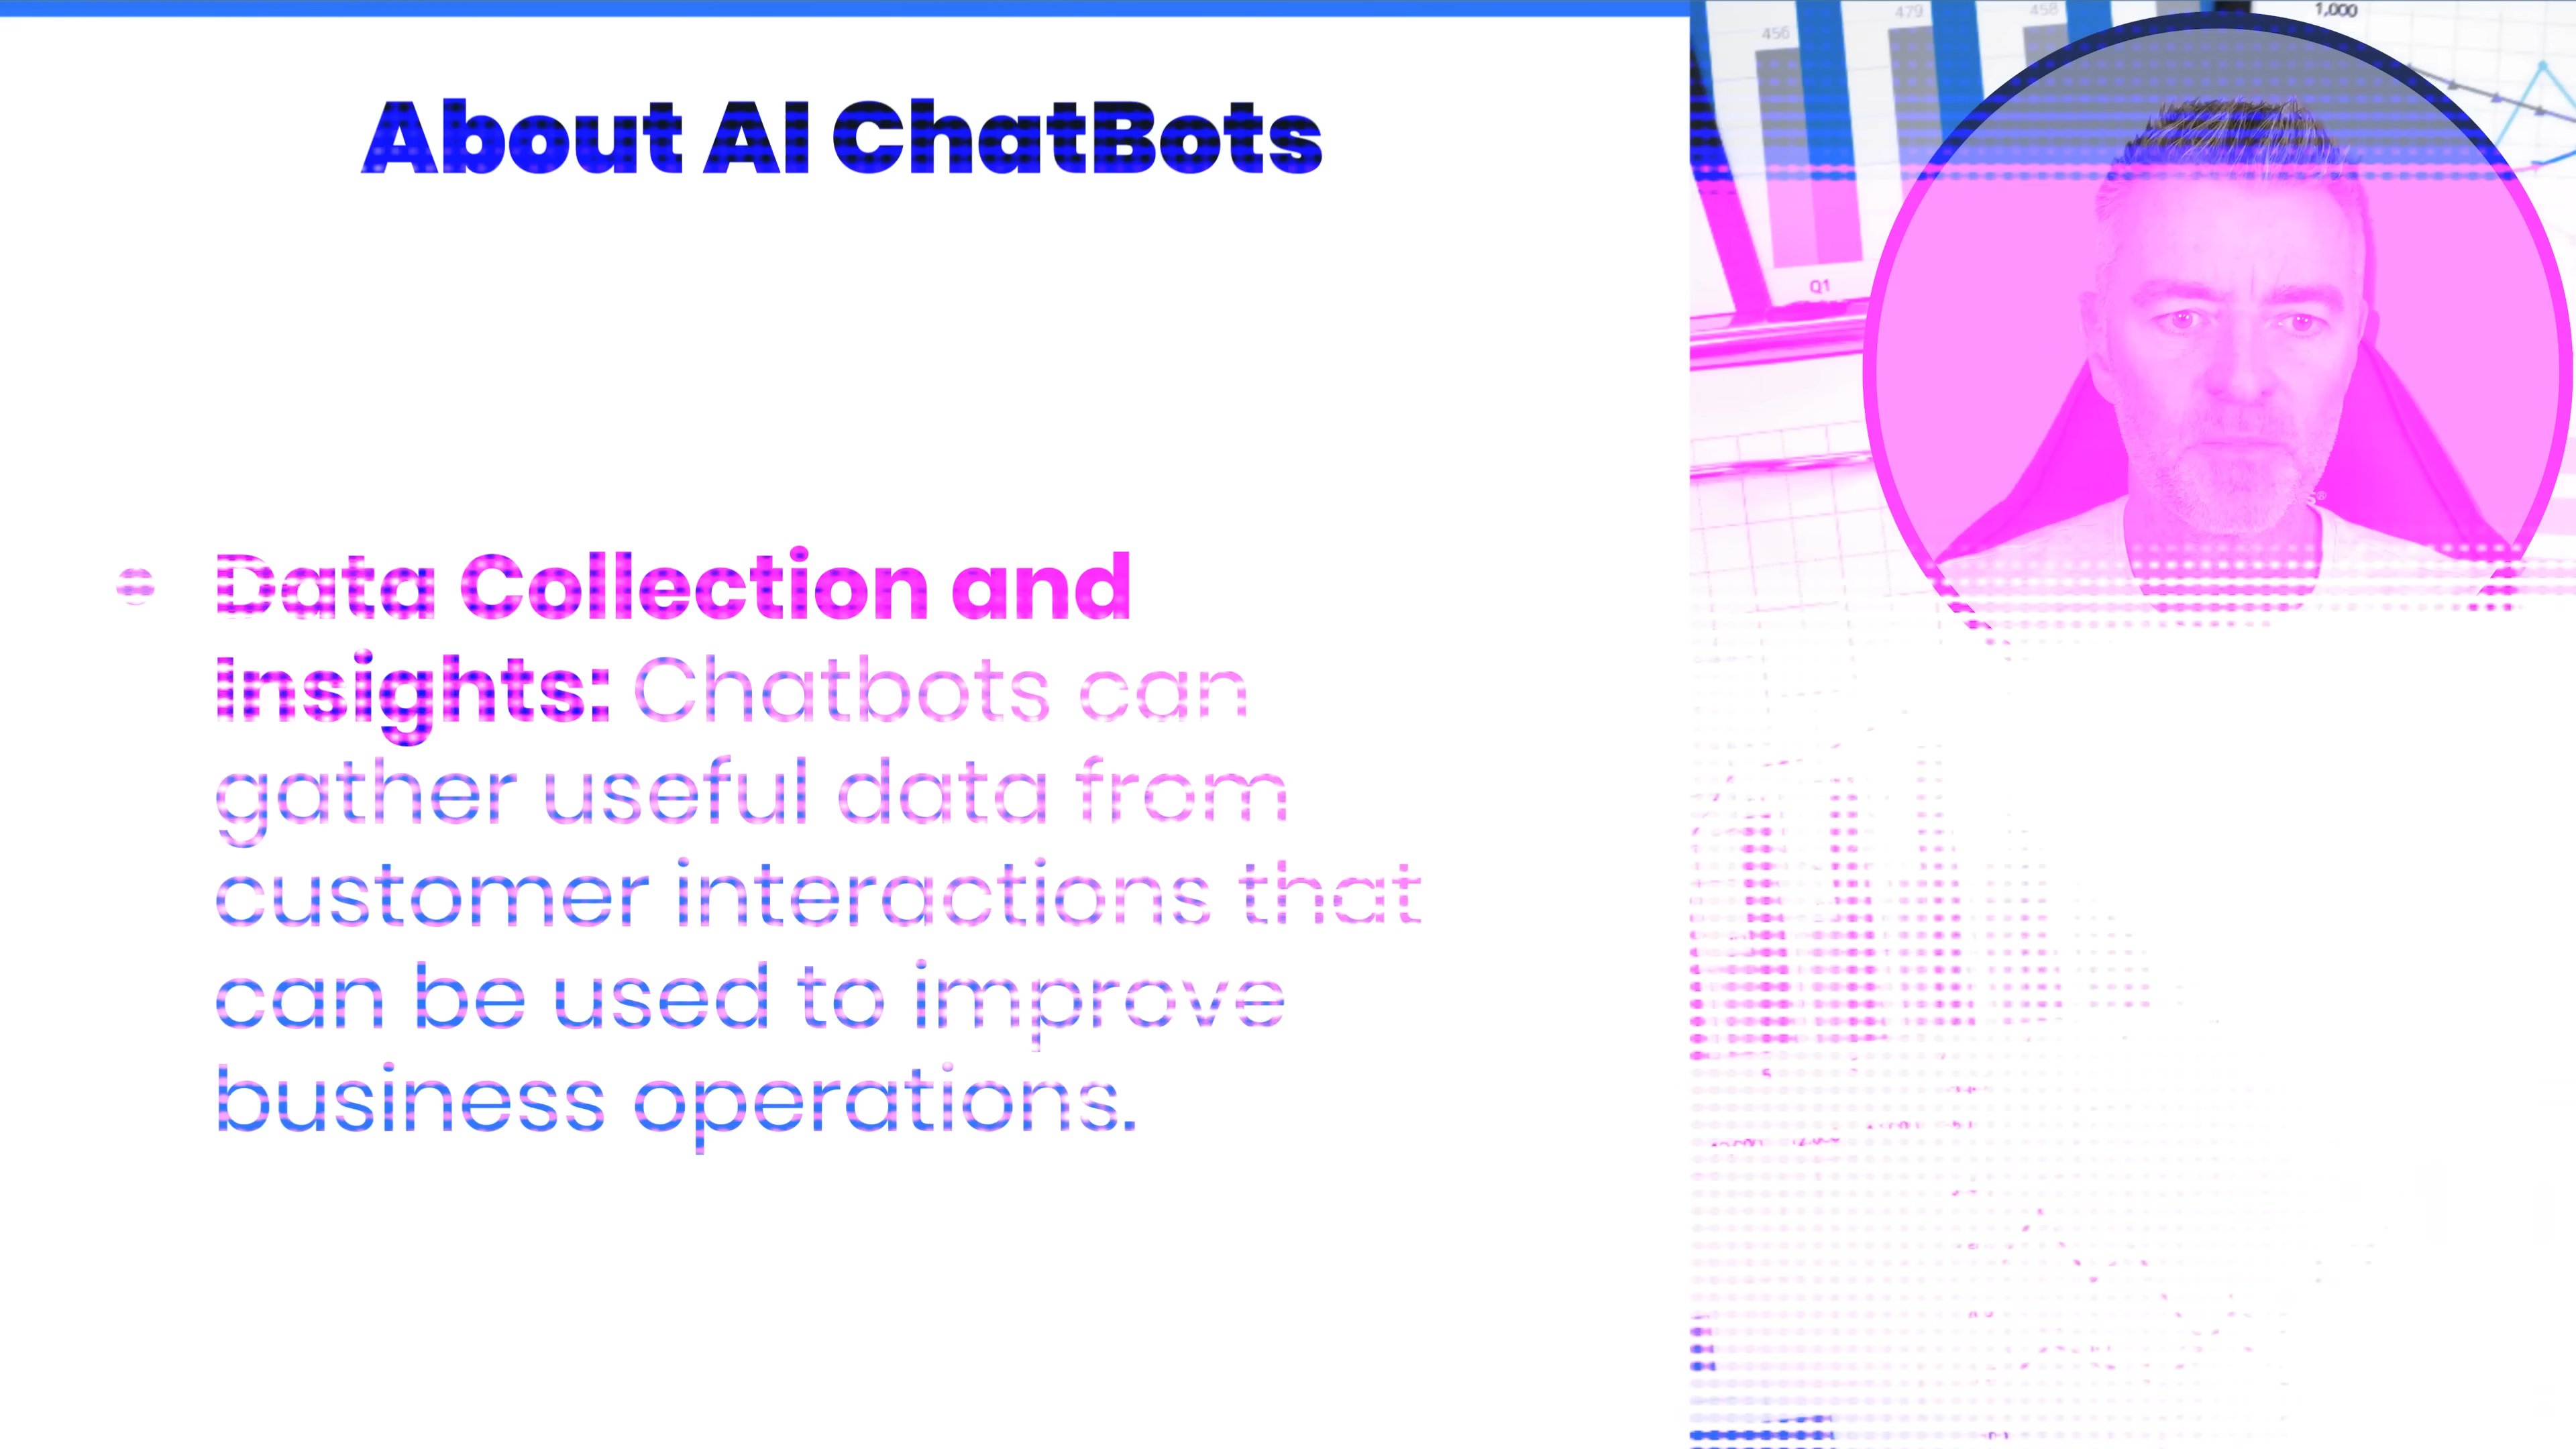 About AI ChatBots
Data Collection and
Insights: Chatbots can
gather useful data from
customer interactions that
can be used to improve
business operations.
456
479
458
1,000
Q1